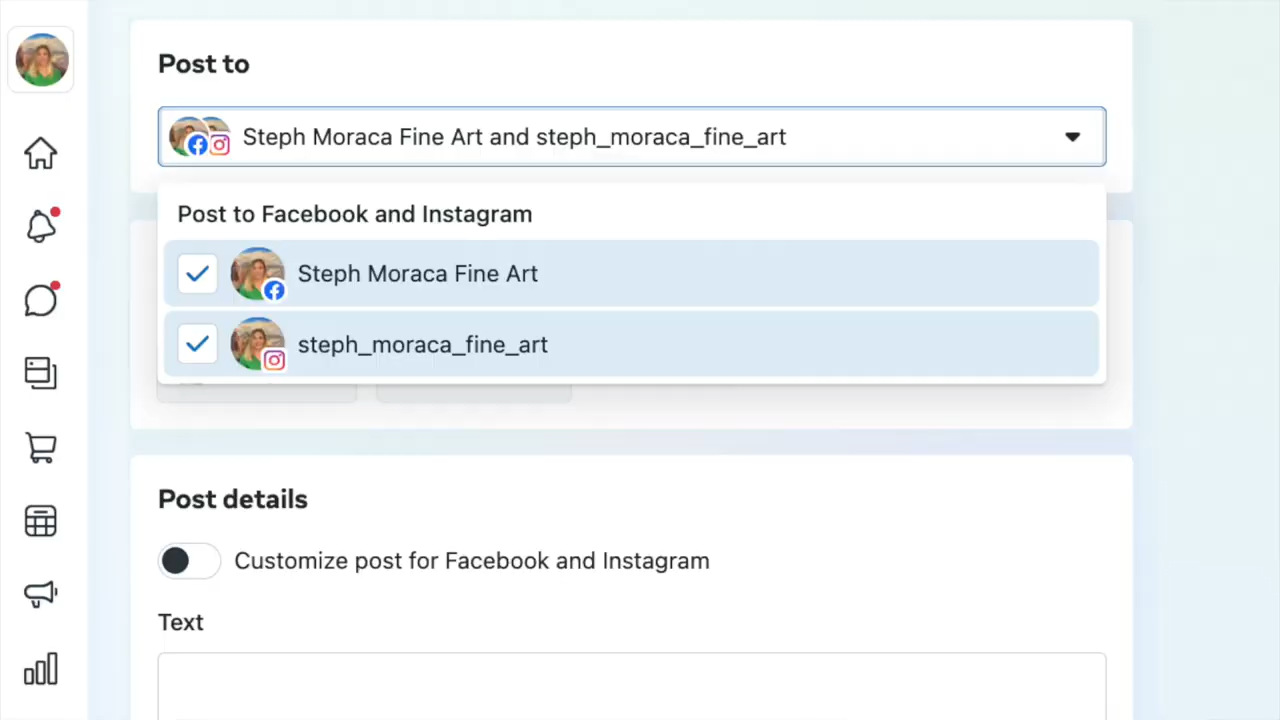 Post to
Steph Moraca Fine Art and steph_moraca_fine_art
Post to Facebook and Instagram
Steph Moraca Fine Art
steph_moraca_fine_art
Post details
Customize post for Facebook and Instagram
Text